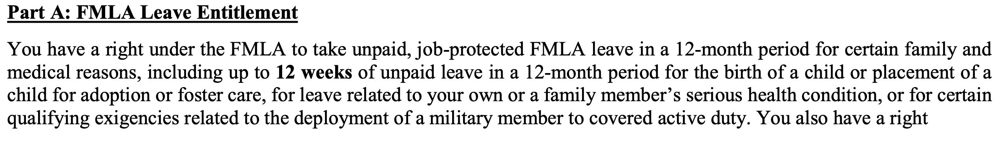 Part A: FMLA Leave Entitlement
You have a right under the FMLA to take unpaid, job-protected FMLA leave in a 12-month period for certain family and
medical reasons, including up to 12 weeks of unpaid leave in a 12-month period for the birth of a child or placement of a
child for adoption or foster care, for leave related to your own or a family member’s serious health condition, or for certain
qualifying exigencies related to the deployment of a military member to covered active duty. You also have a right